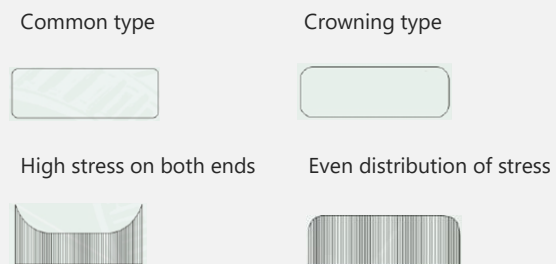 Common type
Crowning type
High stress on both ends
Even distribution of stress